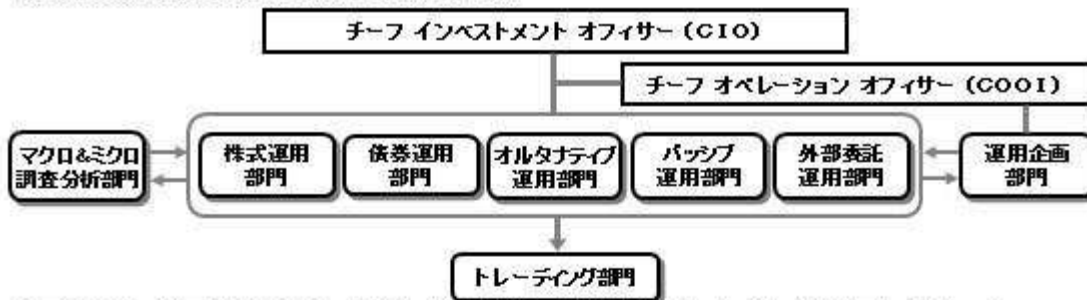 チーフ インベストメント オフィサー (CIO)
チーフ オペレーション オフィサー (COOI)
マクロ&ミクロ
調査分析部門
株式運用
部門
債券運用
部門
オルタナティブ
運用部門
パッシブ
運用部門
外部委託
運用部門
運用企画
部門
トレーディング部門